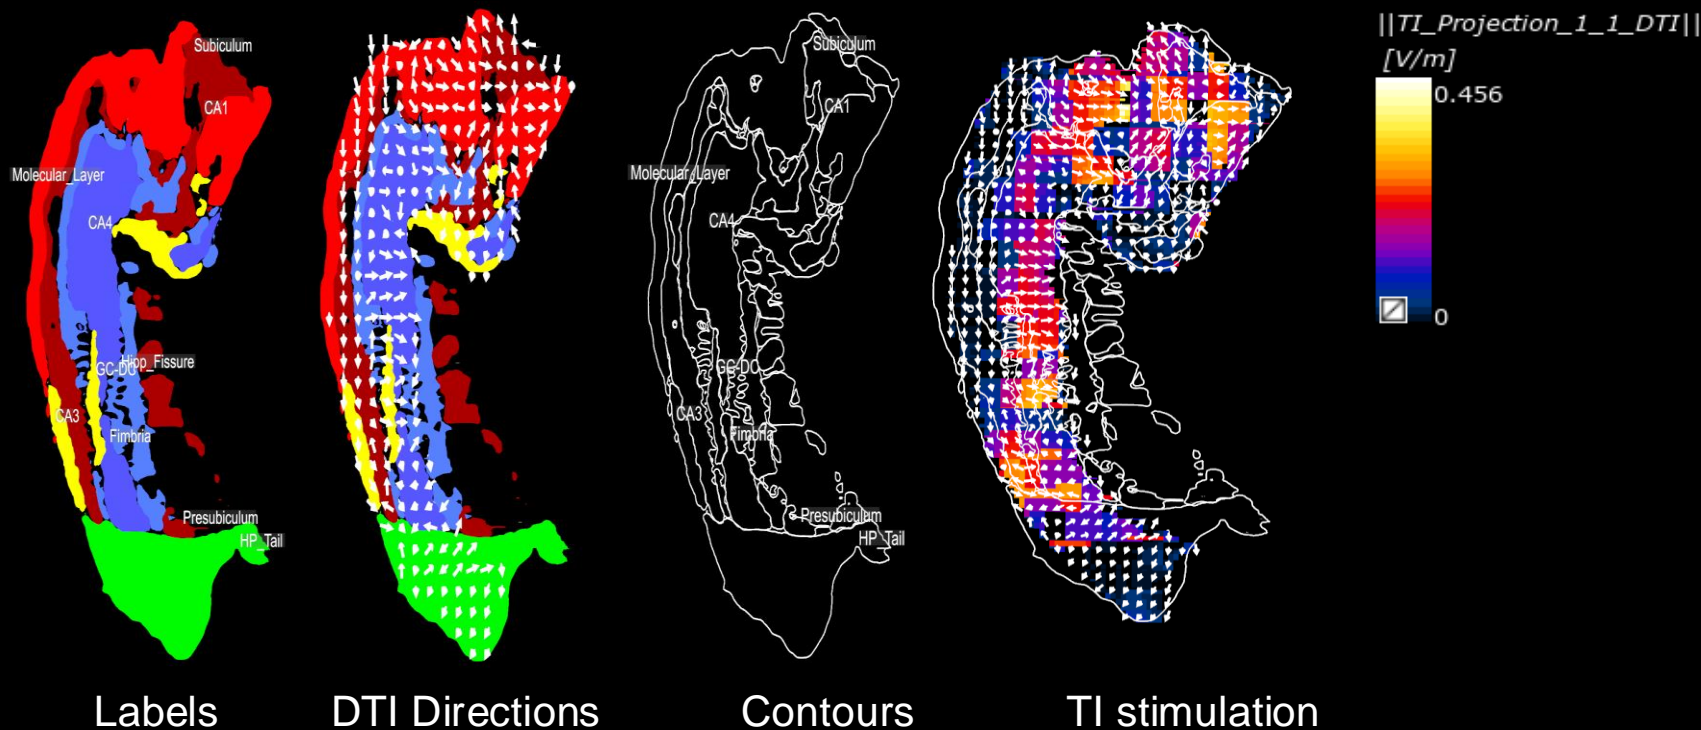 Subiculum
CA1
Molecular_Layer
CA4
Hipp_Fissure
GC-DG
CA3
Fimbria
Presubiculum
HP_Tail
Subiculum
CA1
Molecular_Layer
CA4
GC-DG
CA3
Fimbria
Presubiculum
HP_Tail
||TI_Projection_1_1_DTI||
[V/m]
0.456
0
Labels
DTI Directions
Contours
TI stimulation